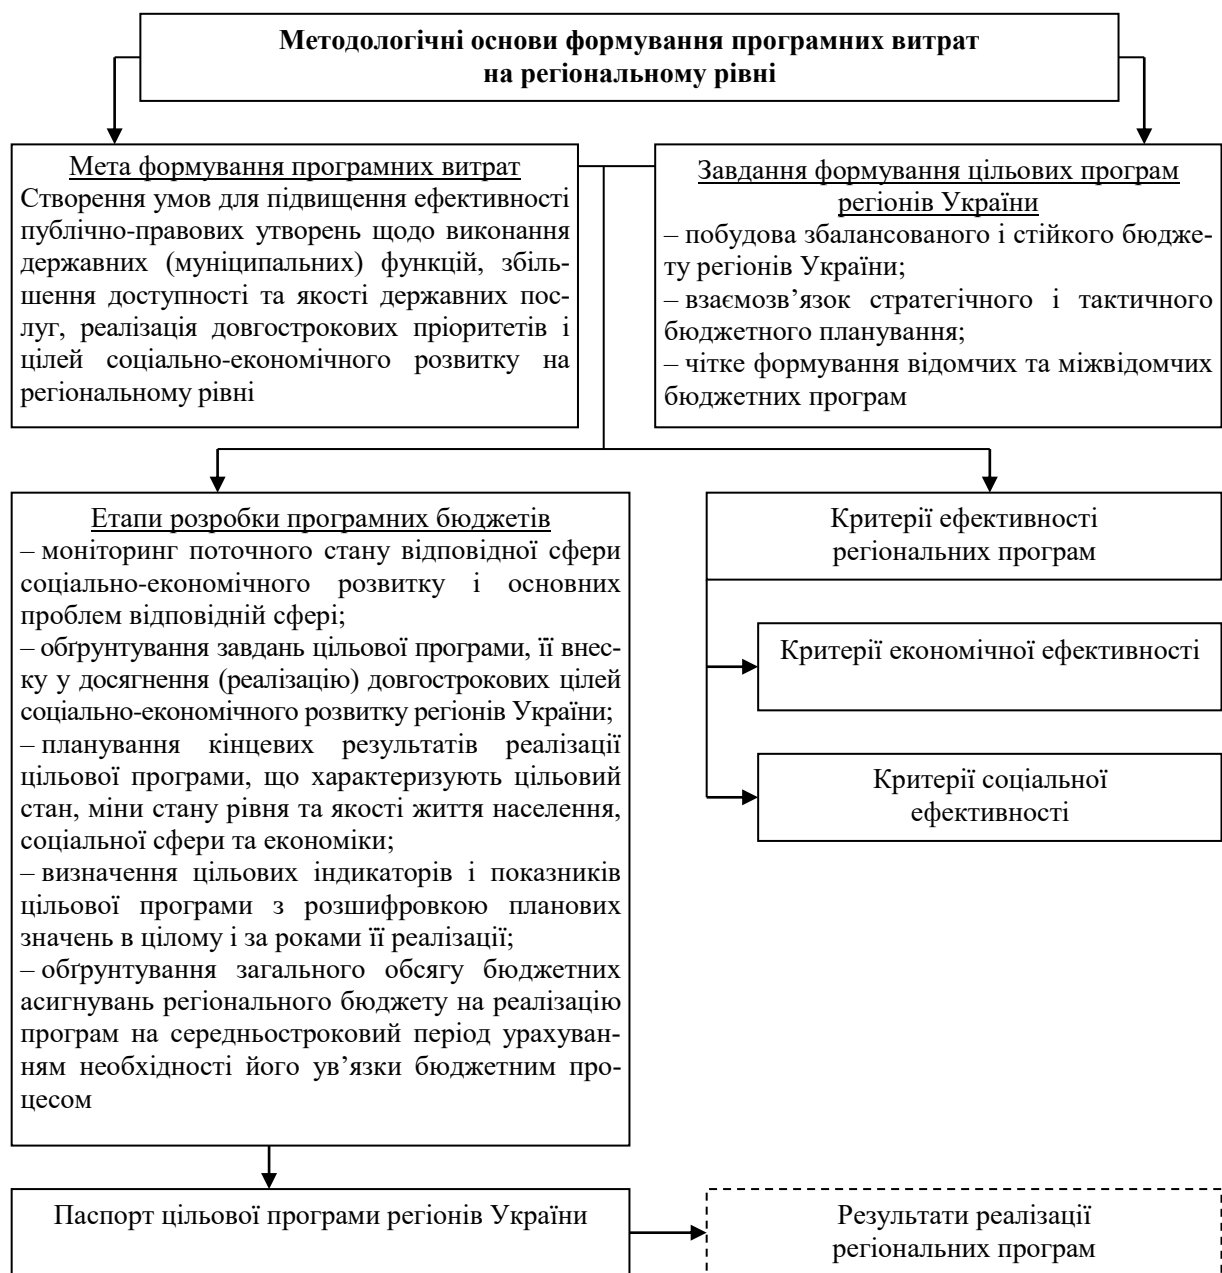 Методологічні основи формування програмних витрат
на регіональному рівні
Мета формування програмних витрат
Створення умов для підвищення ефективності
публічно-правових утворень щодо виконання
державних (муніципальних) функцій, збіль-
шення доступності та якості державних пос-
луг, реалізація довгострокових пріоритетів і
цілей соціально-економічного розвитку на
регіональному рівні
Завдання формування цільових програм
регіонів України
– побудова збалансованого і стійкого бюдже-
ту регіонів України;
– взаємозв’язок стратегічного і тактичного
бюджетного планування;
– чітке формування відомчих та міжвідомчих
бюджетних програм
Етапи розробки програмних бюджетів
– моніторинг поточного стану відповідної сфери
соціально-економічного розвитку і основних
проблем відповідній сфері;
– обґрунтування завдань цільової програми, її внес-
ку у досягнення (реалізацію) довгострокових цілей
соціально-економічного розвитку регіонів України;
– планування кінцевих результатів реалізації
цільової програми, що характеризують цільовий
стан, міни стану рівня та якості життя населення,
соціальної сфери та економіки;
– визначення цільових індикаторів і показників
цільової програми з розшифровкою планових
значень в цілому і за роками її реалізації;
– обґрунтування загального обсягу бюджетних
асигнувань регіонального бюджету на реалізацію
програм на середньостроковий період урахуван-
ням необхідності його ув’язки бюджетним про-
цесом
Критерії ефективності
регіональних програм
Критерії економічної ефективності
Критерії соціальної
ефективності
Паспорт цільової програми регіонів України
Результати реалізації
регіональних програм